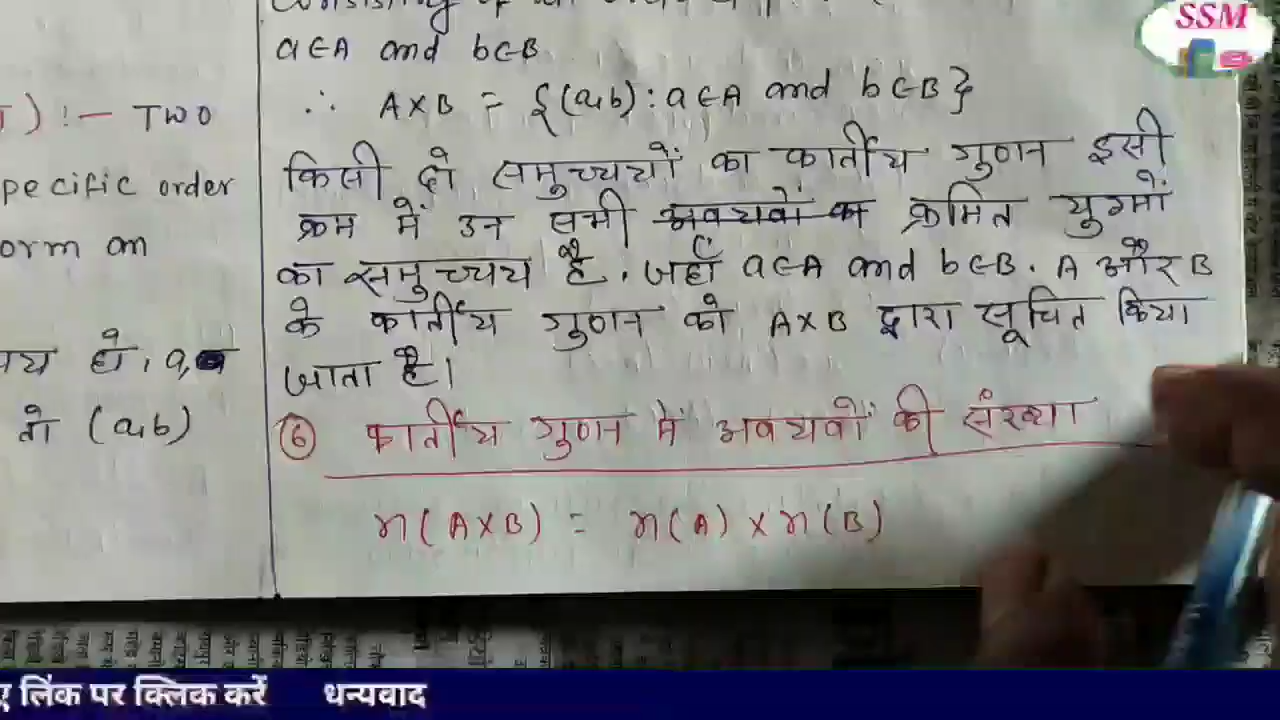 SSM
T) :— TWO
pecific order
orm on
तो (a,b)
a∈A and b∈B
∴ A×B = {(a,b) : a∈A and b∈B}
किसी दो समुच्चयों का कार्तीय गुणन इसी
क्रम में उन सभी अवयवों का क्रमित युग्मों
का समुच्चय है, जहाँ a∈A and b∈B. A और B
के कार्तीय गुणन को A×B द्वारा सूचित किया
जाता है।
⑥ कार्तीय गुणन में अवयवों की संख्या
n(A×B) = n(A) × n(B)
ए लिंक पर क्लिक करें धन्यवाद